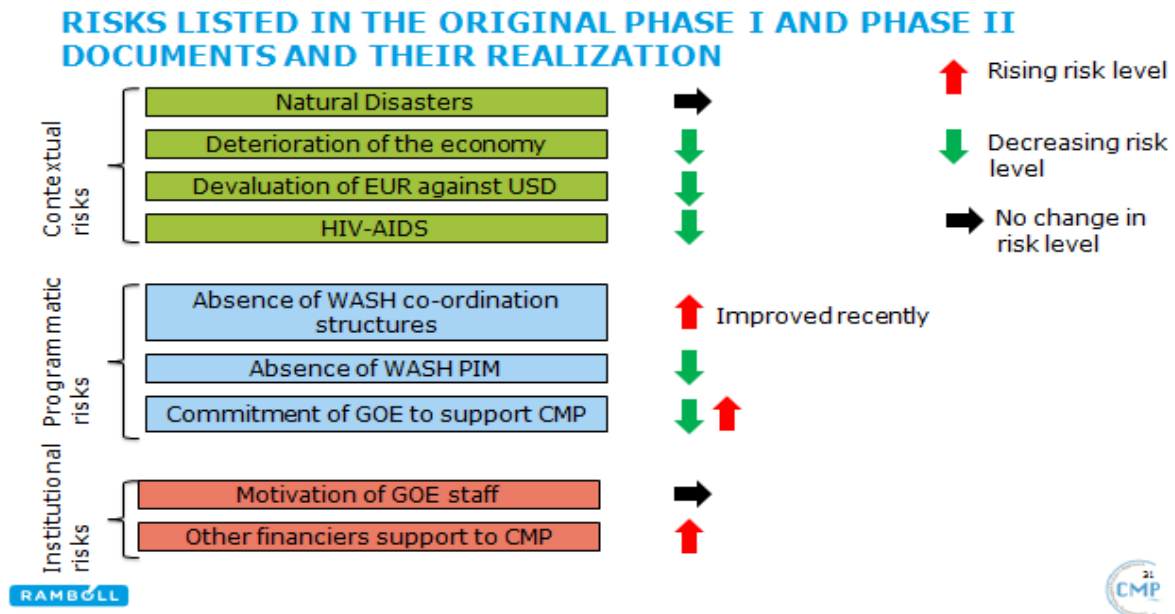 RISKS LISTED IN THE ORIGINAL PHASE I AND PHASE II
DOCUMENTS AND THEIR REALIZATION
Rising risk level
Decreasing risk
level
No change in
risk level
Contextual
risks
Natural Disasters
Deterioration of the economy
Devaluation of EUR against USD
HIV-AIDS
Programmatic
risks
Absence of WASH co-ordination
structures
Improved recently
Absence of WASH PIM
Commitment of GOE to support CMP
Institutional
risks
Motivation of GOE staff
Other financiers support to CMP
RAMBOLL
31
CMP